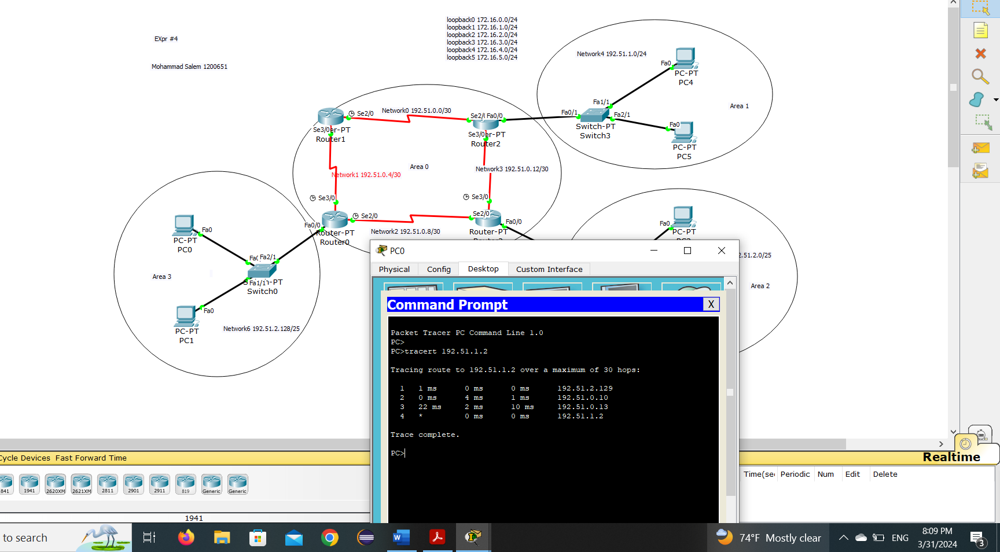 EXpr #4
Mohammad Salem 1200651
loopback0 172.16.0.0/24
loopback1 172.16.1.0/24
loopback2 172.16.2.0/24
loopback3 172.16.3.0/24
loopback4 172.16.4.0/24
loopback5 172.16.5.0/24
Network4 192.51.1.0/24
Fa0
PC-PT
PC4
Area 1
Fa1/1
Fa0/1
Fa2/1
Switch-PT
Switch3
Fa0
PC-PT
PC5
Se2/0
Network0 192.51.0.0/30
Fa0/0
Se3/0
er-PT
Router1
Se3/0
er-PT
Router2
Area 0
Network1 192.51.0.4/30
Network3 192.51.0.12/30
Se3/0
Se3/0
Se2/0
Se2/0
Fa0/0
Fa0/0
Router-PT
Router0
Network2 192.51.0.8/30
Router-PT
Fa0
PC-PT
Area 2
Fa0
PC-PT
PC0
Fa2/1
Area 3
Fa1/1
-PT
Switch0
Fa0
PC-PT
PC1
Network6 192.51.2.128/25
PC0
Physical Config Desktop Custom Interface
Command Prompt X
Packet Tracer PC Command Line 1.0
PC>
PC>tracert 192.51.1.2
Tracing route to 192.51.1.2 over a maximum of 30 hops:
1 1 ms 0 ms 0 ms 192.51.2.129
2 0 ms 4 ms 1 ms 192.51.0.10
3 22 ms 2 ms 10 ms 192.51.0.13
4 * 0 ms 0 ms 192.51.1.2
Trace complete.
PC>
Realtime
Cycle Devices Fast Forward Time
Time(sec Periodic Num Edit Delete
841 1941 2620XM 2621XM 2811 2901 2911 819 Generic Generic
1941
to search
74°F Mostly clear
ENG
8:09 PM
3/31/2024
3